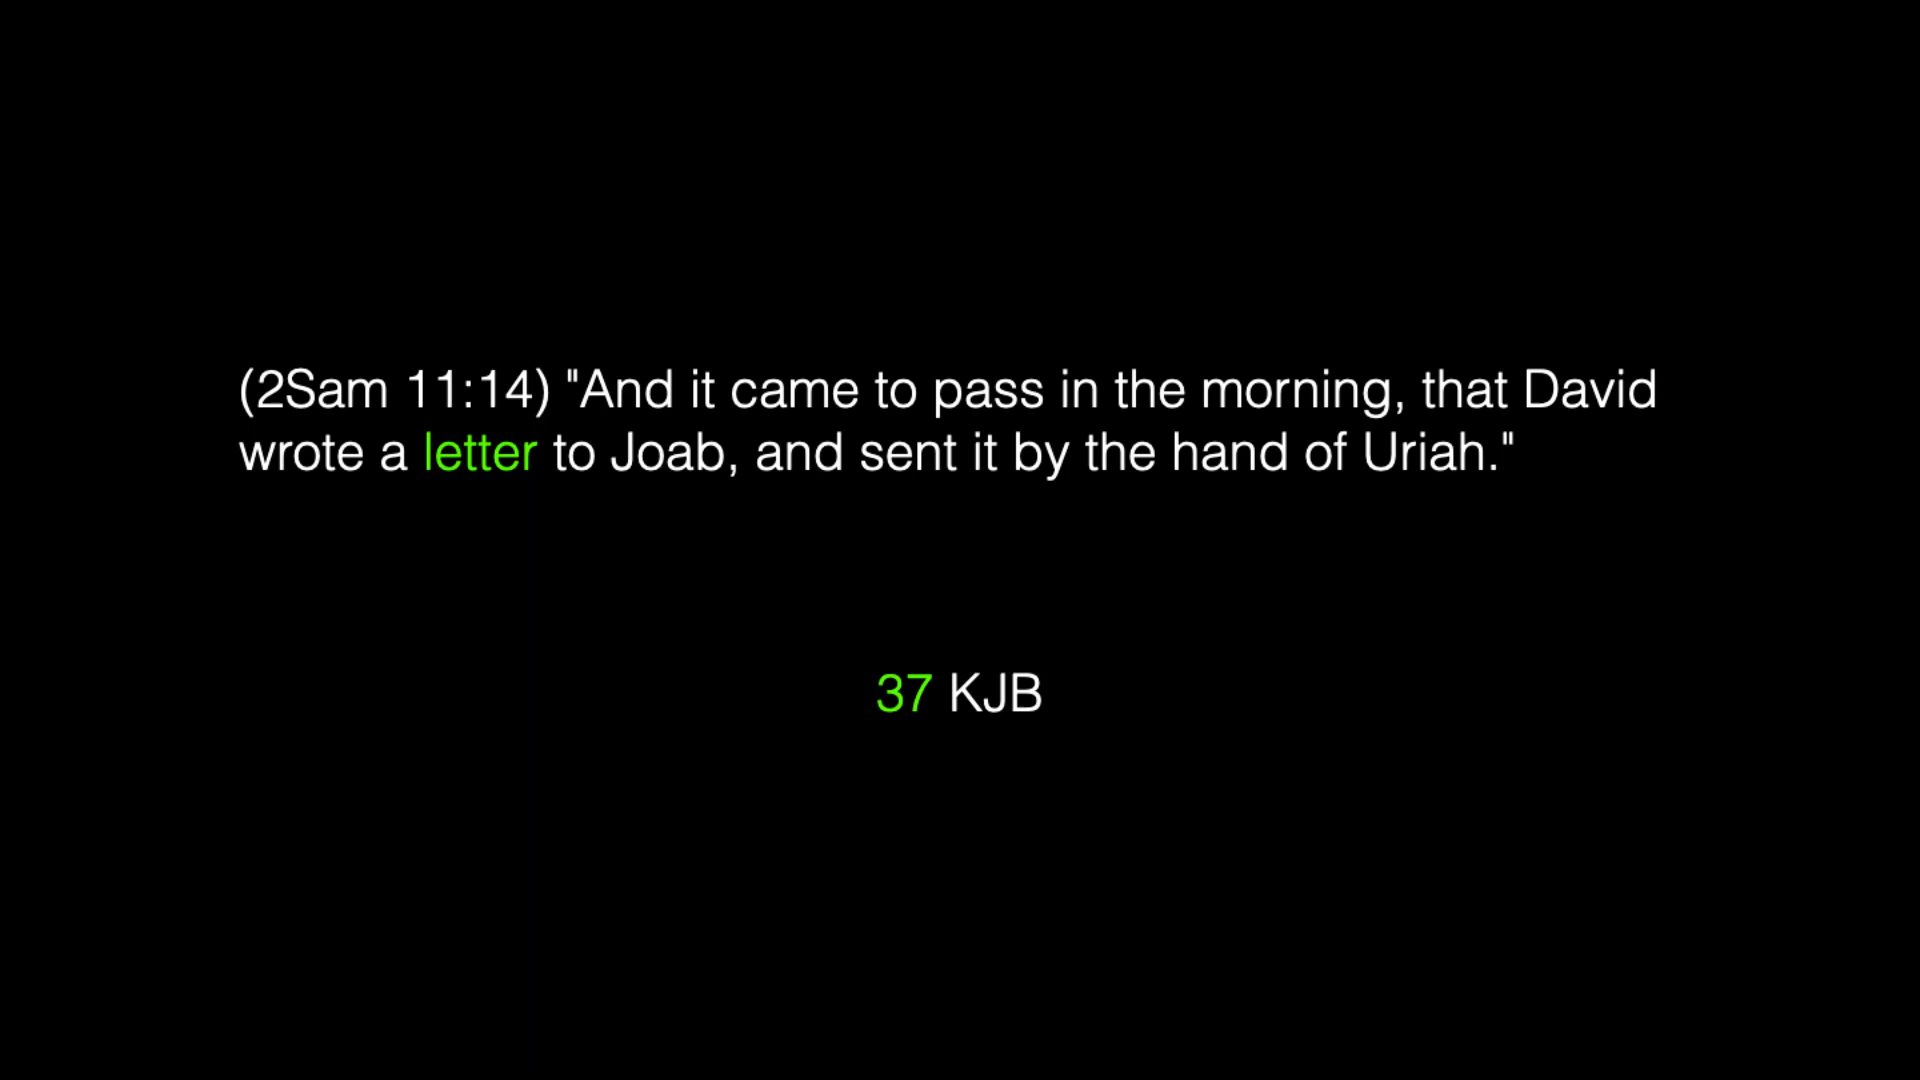 (2Sam 11:14) "And it came to pass in the morning, that David
wrote a letter to Joab, and sent it by the hand of Uriah."
37 KJB